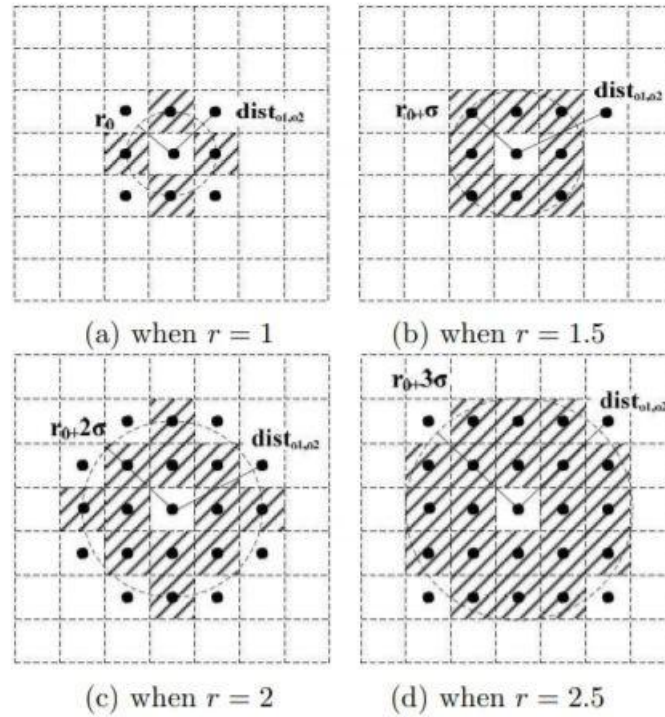 r₀ dist₀₁,₀₂ r₀₊σ dist₀₁,₀₂
(a) when r = 1 (b) when r = 1.5
r₀₊2σ dist₀₁,₀₂ r₀₊3σ dist₀₁,₀₂
(c) when r = 2 (d) when r = 2.5